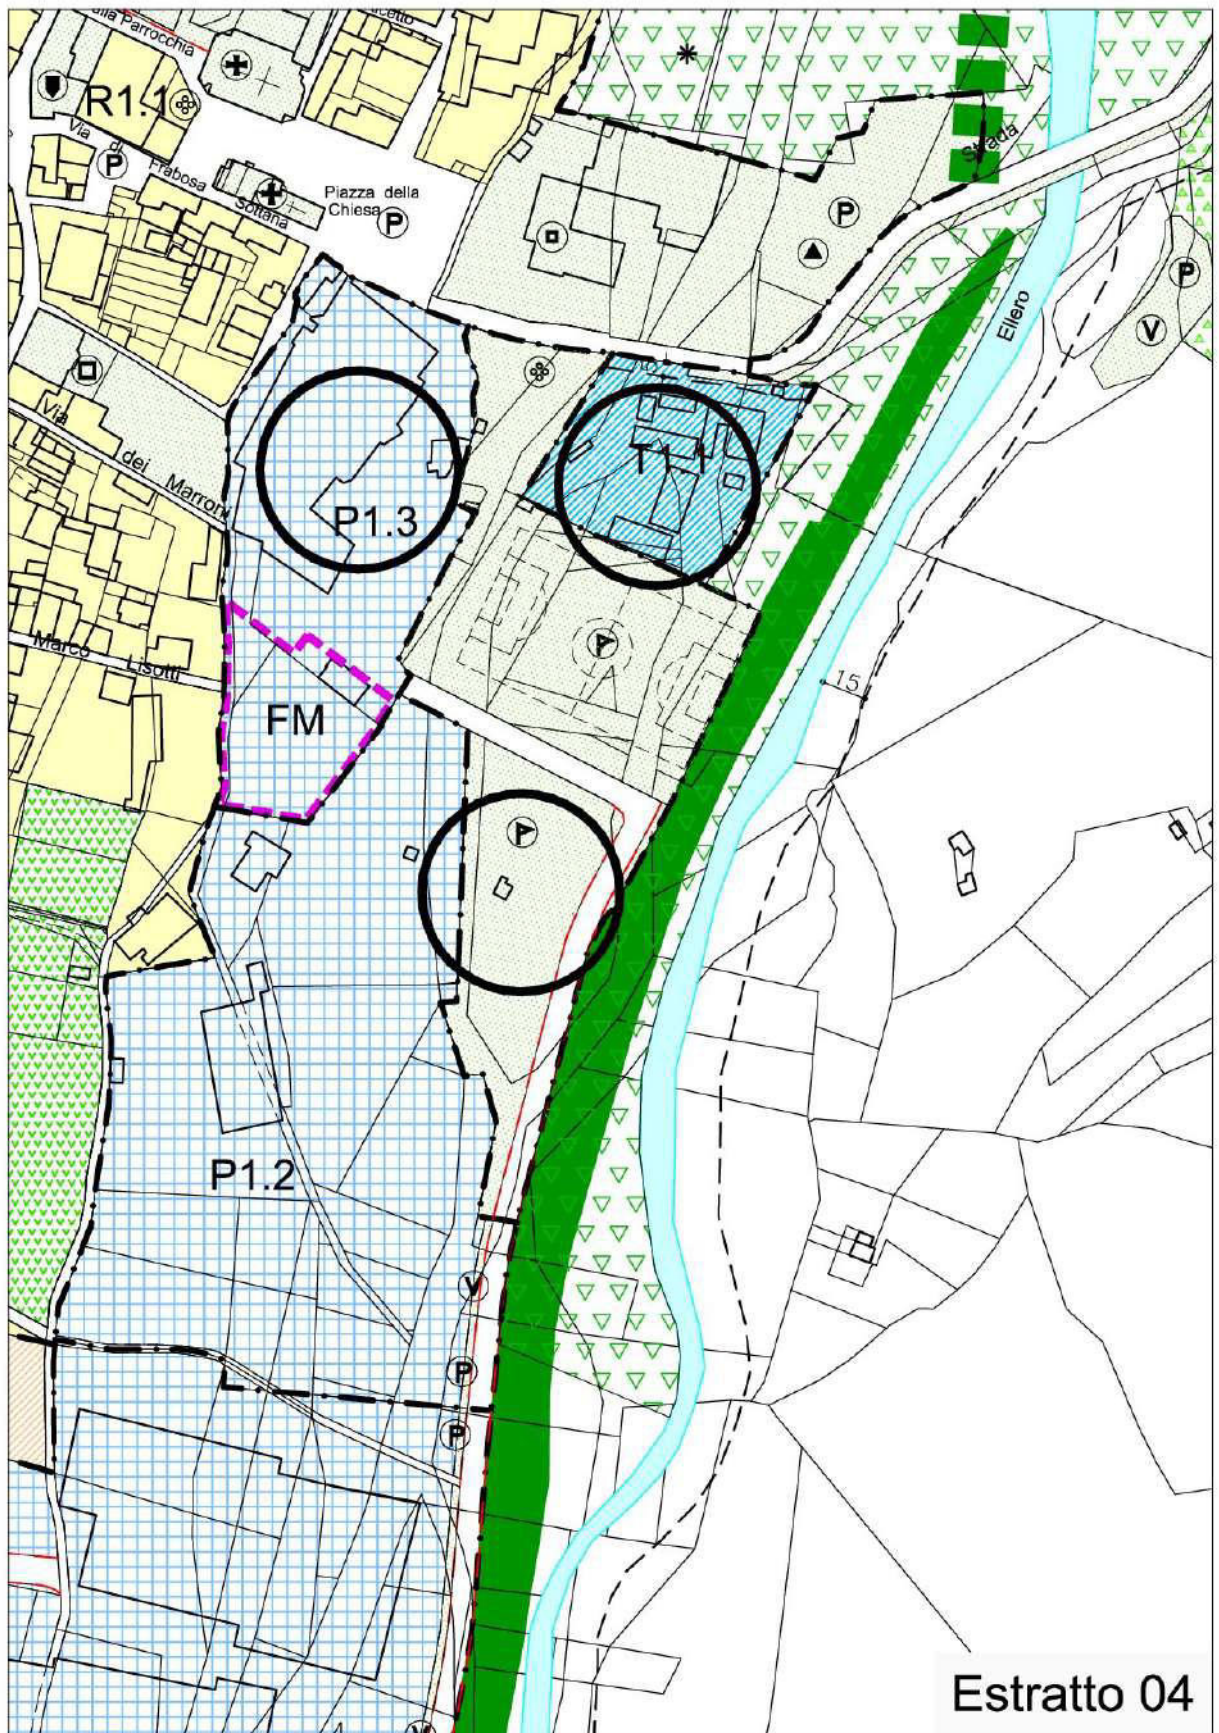 Parrocchia
R1.1
Via
di
Frabosa
Sottana
P
Piazza della
Chiesa
P
Strada
P
P
V
Ellero
Via
dei
Marroni
P1.3
Marco
Lisotti
FM
15
P1.2
V
P
P
Estratto 04